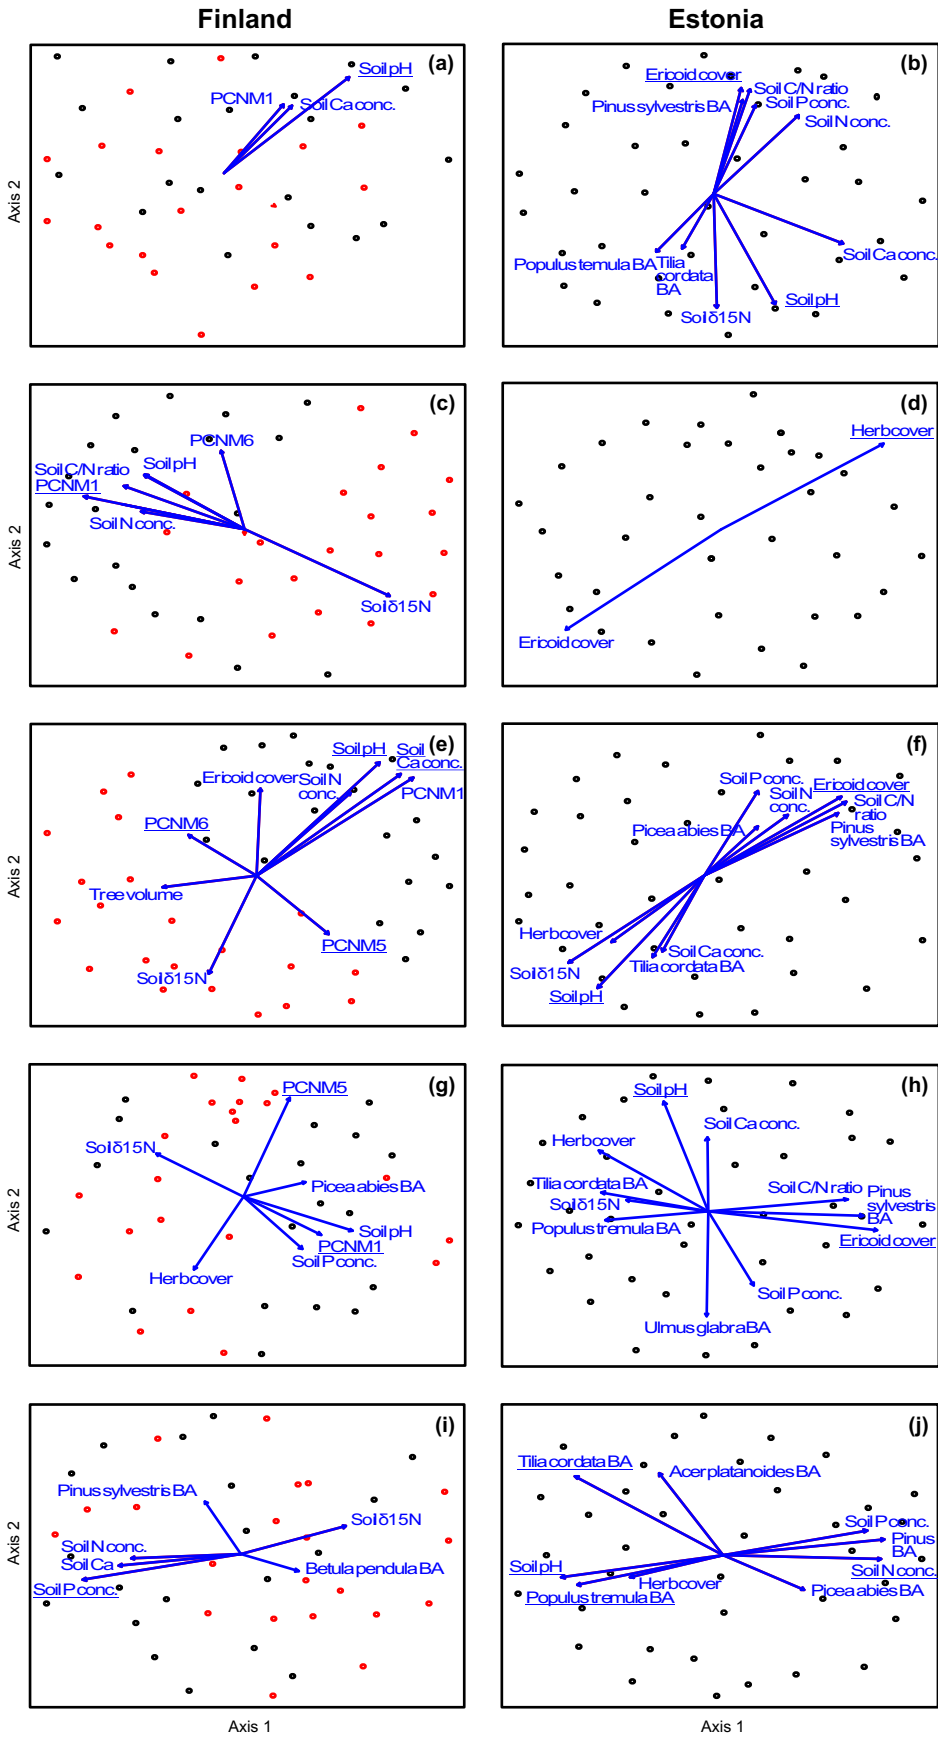 Finland
Estonia
(a)
Soil pH
PCNM1
Soil Ca conc.
Axis 2
(b)
Ericoid cover
Soil C/N ratio
Pinus sylvestris BA
Soil P conc.
Soil N conc.
Soil Ca conc.
Populus temula BA
Tilia
cordata
BA
Soil pH
Soil δ15N
(c)
PCNM6
Soil pH
Soil C/N ratio
PCNM1
Soil N conc.
Soil δ15N
Axis 2
(d)
Herb cover
Ericoid cover
(e)
Soil pH
Soil
Ca conc.
Ericoid cover
Soil N
conc.
PCNM1
PCNM6
Tree volume
PCNM5
Soil δ15N
Axis 2
(f)
Soil P conc.
Ericoid cover
Soil N
conc.
Soil C/N
ratio
Picea abies BA
Pinus
sylvestris BA
Herb cover
Soil Ca conc.
Soil δ15N
Tilia cordata BA
Soil pH
(g)
PCNM5
Soil δ15N
Picea abies BA
Soil pH
PCNM1
Soil P conc.
Herb cover
Axis 2
(h)
Soil pH
Soil Ca conc.
Herb cover
Tilia cordata BA
Soil δ15N
Populus tremula BA
Soil C/N ratio
Pinus
sylvestris
BA
Ericoid cover
Soil P conc.
Ulmus glabra BA
(i)
Pinus sylvestris BA
Soil δ15N
Soil N conc.
Soil Ca
Soil P conc.
Betula pendula BA
Axis 2
Axis 1
(j)
Tilia cordata BA
Acer platanoides BA
Soil P conc.
Pinus
BA
Soil N conc.
Soil pH
Herb cover
Populus tremula BA
Picea abies BA
Axis 1